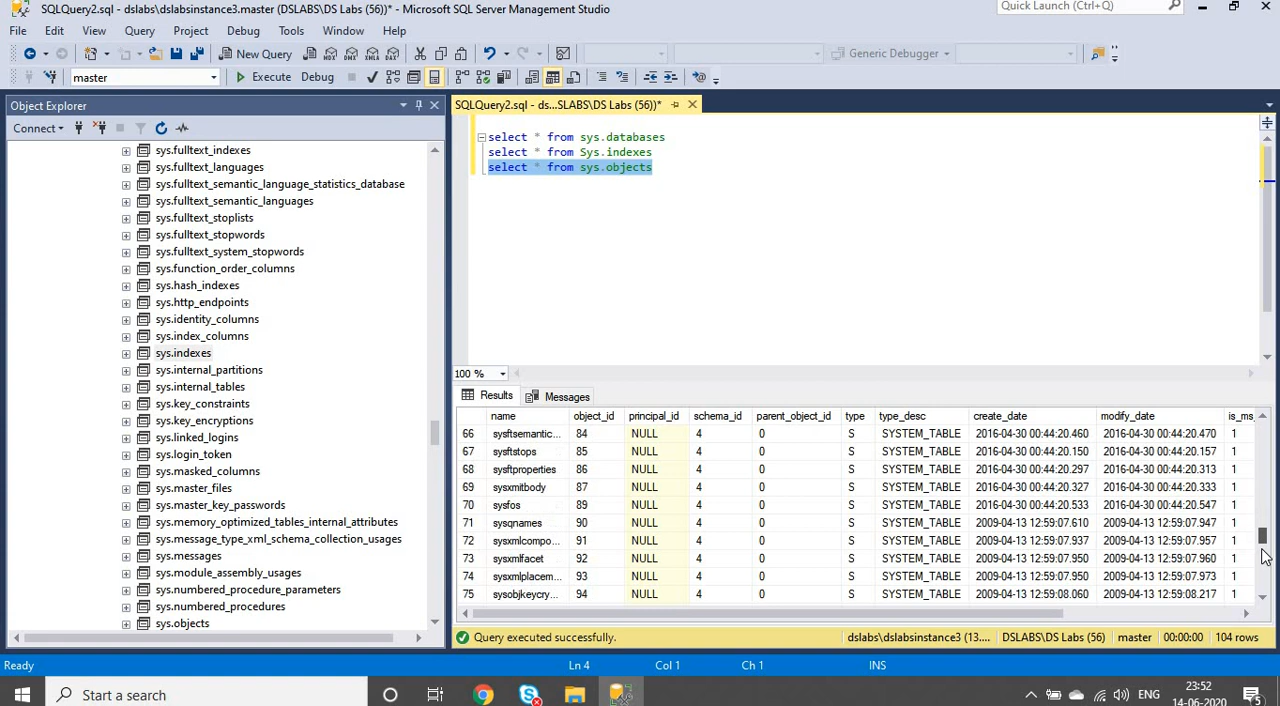 SQLQuery2.sql - dslabs\dslabsinstance3.master (DSLABS\DS Labs (56))* - Microsoft SQL Server Management Studio
Quick Launch (Ctrl+Q)
File Edit View Query Project Debug Tools Window Help
New Query
Generic Debugger
master
Execute Debug
Object Explorer
Connect
sys.fulltext_indexes
sys.fulltext_languages
sys.fulltext_semantic_language_statistics_database
sys.fulltext_semantic_languages
sys.fulltext_stoplists
sys.fulltext_stopwords
sys.fulltext_system_stopwords
sys.function_order_columns
sys.hash_indexes
sys.http_endpoints
sys.identity_columns
sys.index_columns
sys.indexes
sys.internal_partitions
sys.internal_tables
sys.key_constraints
sys.key_encryptions
sys.linked_logins
sys.login_token
sys.masked_columns
sys.master_files
sys.master_key_passwords
sys.memory_optimized_tables_internal_attributes
sys.message_type_xml_schema_collection_usages
sys.messages
sys.module_assembly_usages
sys.numbered_procedure_parameters
sys.numbered_procedures
sys.objects
SQLQuery2.sql - ds...SLABS\DS Labs (56))*
select * from sys.databases
select * from Sys.indexes
select * from sys.objects
100 %
Results Messages
name object_id principal_id schema_id parent_object_id type type_desc create_date modify_date is_ms_
66 sysftsemantic... 84 NULL 4 0 S SYSTEM_TABLE 2016-04-30 00:44:20.460 2016-04-30 00:44:20.470 1
67 sysftstops 85 NULL 4 0 S SYSTEM_TABLE 2016-04-30 00:44:20.150 2016-04-30 00:44:20.157 1
68 sysftproperties 86 NULL 4 0 S SYSTEM_TABLE 2016-04-30 00:44:20.297 2016-04-30 00:44:20.313 1
69 sysxmitbody 87 NULL 4 0 S SYSTEM_TABLE 2016-04-30 00:44:20.327 2016-04-30 00:44:20.333 1
70 sysfos 89 NULL 4 0 S SYSTEM_TABLE 2016-04-30 00:44:20.533 2016-04-30 00:44:20.547 1
71 sysqnames 90 NULL 4 0 S SYSTEM_TABLE 2009-04-13 12:59:07.610 2009-04-13 12:59:07.947 1
72 sysxmlcompo... 91 NULL 4 0 S SYSTEM_TABLE 2009-04-13 12:59:07.937 2009-04-13 12:59:07.957 1
73 sysxmlfacet 92 NULL 4 0 S SYSTEM_TABLE 2009-04-13 12:59:07.950 2009-04-13 12:59:07.960 1
74 sysxmlplacem... 93 NULL 4 0 S SYSTEM_TABLE 2009-04-13 12:59:07.950 2009-04-13 12:59:07.973 1
75 sysobjkeycry... 94 NULL 4 0 S SYSTEM_TABLE 2009-04-13 12:59:08.060 2009-04-13 12:59:08.217 1
Query executed successfully. dslabs\dslabsinstance3 (13.... DSLABS\DS Labs (56) master 00:00:00 104 rows
Ready Ln 4 Col 1 Ch 1 INS
Start a search
ENG
23:52
14-06-2020
5